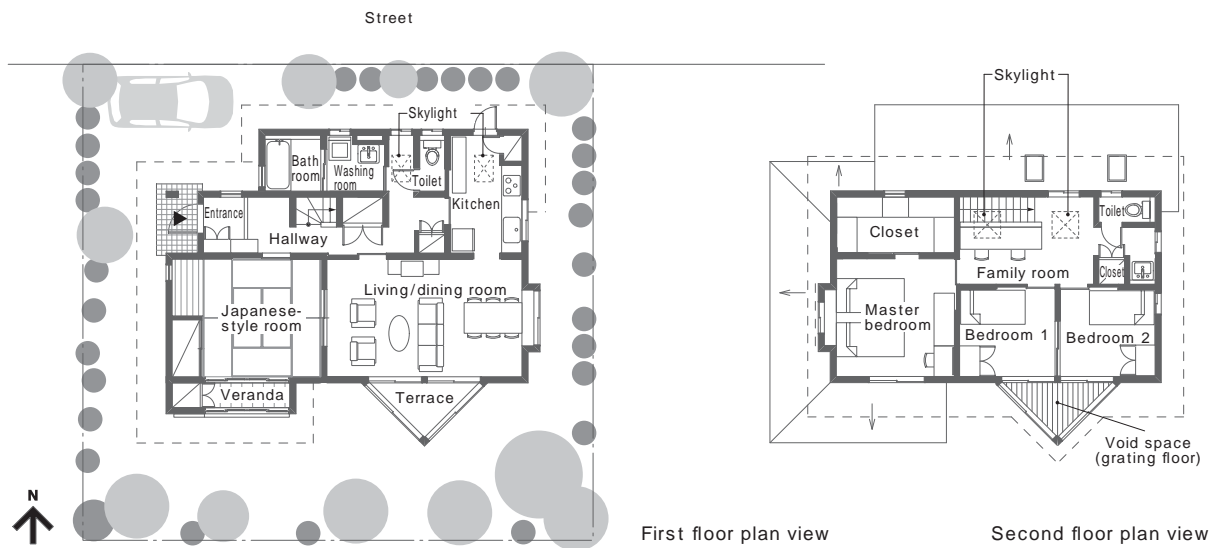 Street
Skylight
Bath
room
Washing
room
Toilet
Kitchen
Entrance
Hallway
Living/dining room
Japanese-
style room
Veranda
Terrace
N
First floor plan view
Skylight
Closet
Toilet
Family room
Closet
Master
bedroom
Bedroom 1
Bedroom 2
Void space
(grating floor)
Second floor plan view